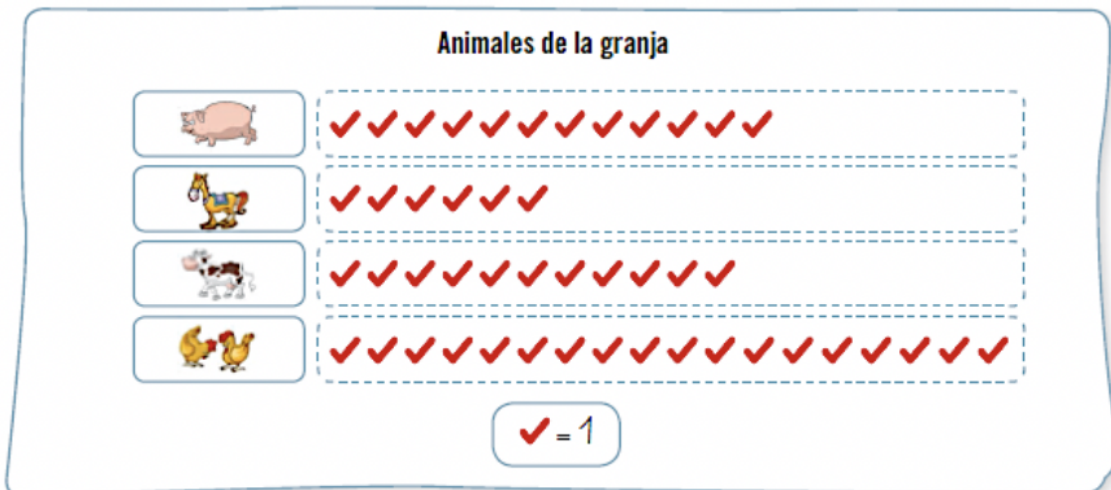 Animales de la granja
✓ = 1